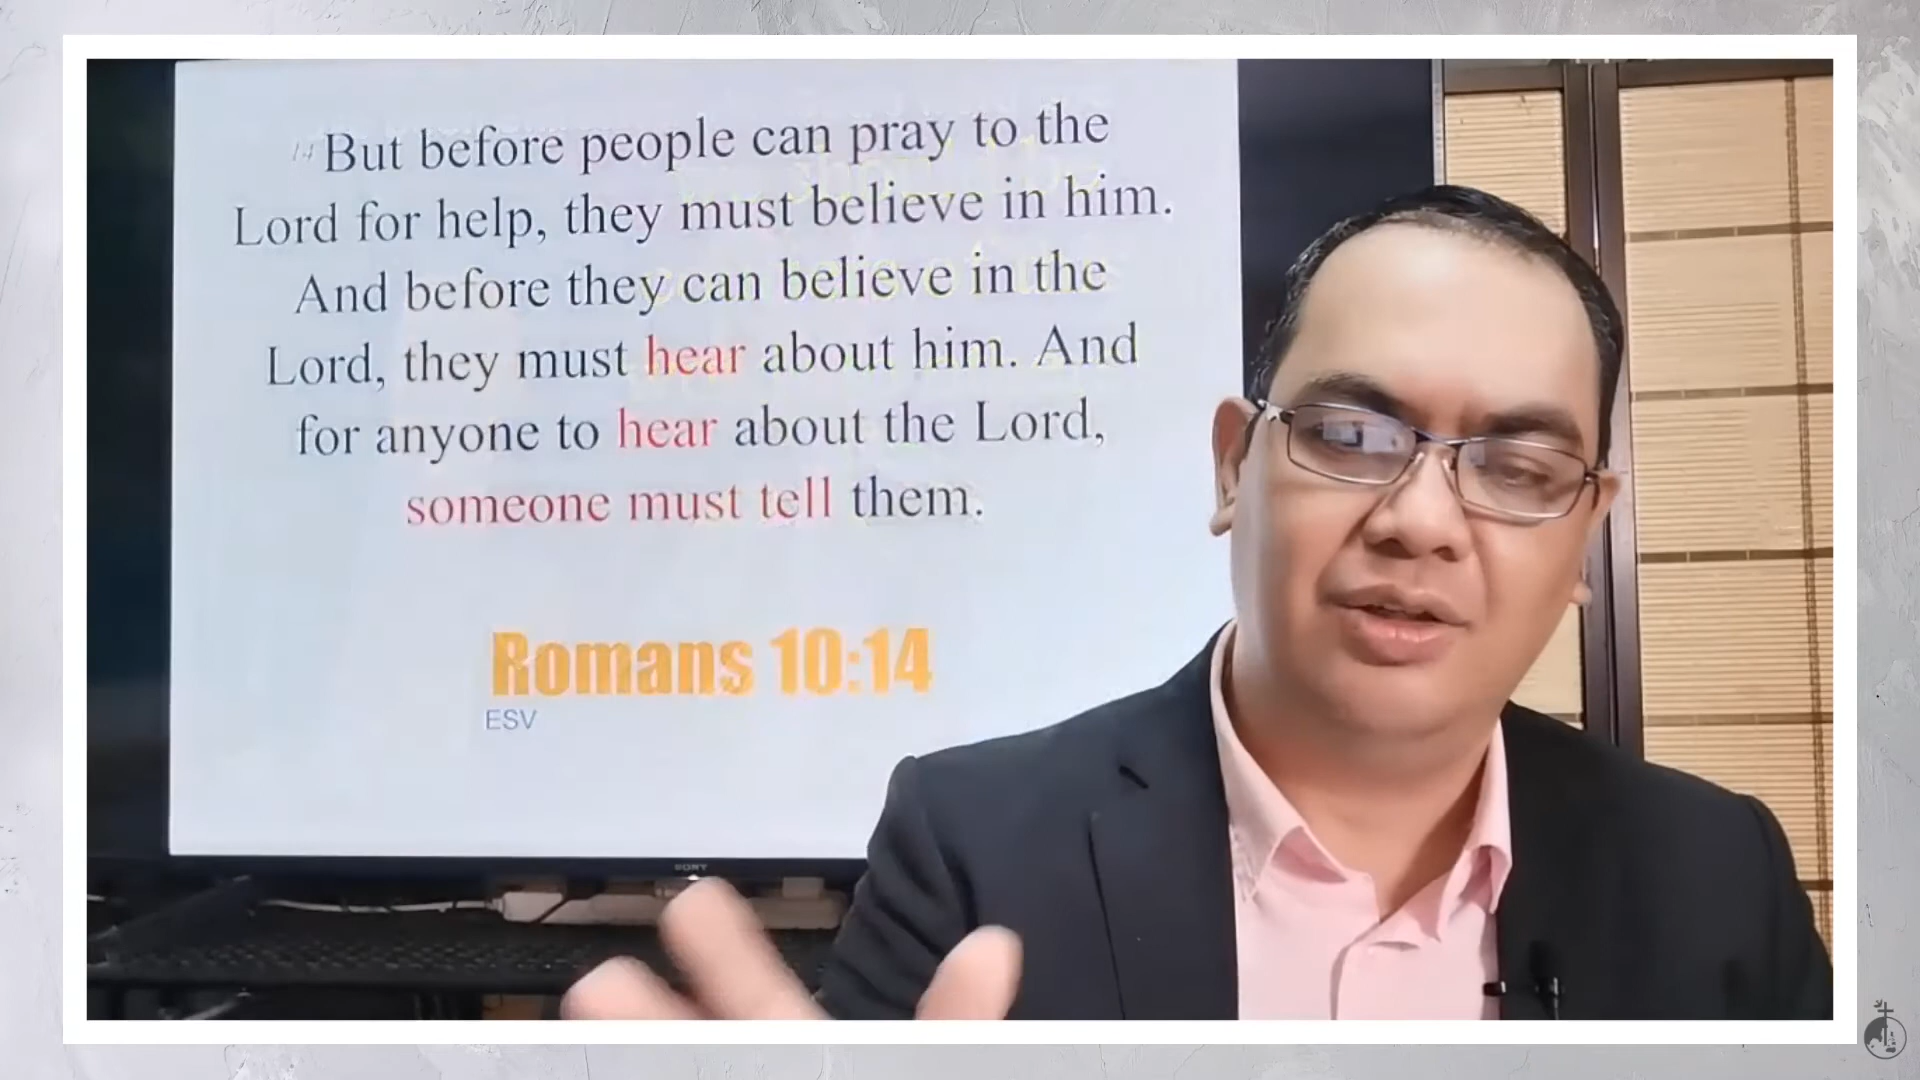 14 But before people can pray to the
Lord for help, they must believe in him.
And before they can believe in the
Lord, they must hear about him. And
for anyone to hear about the Lord,
someone must tell them.
Romans 10:14
ESV
SONY